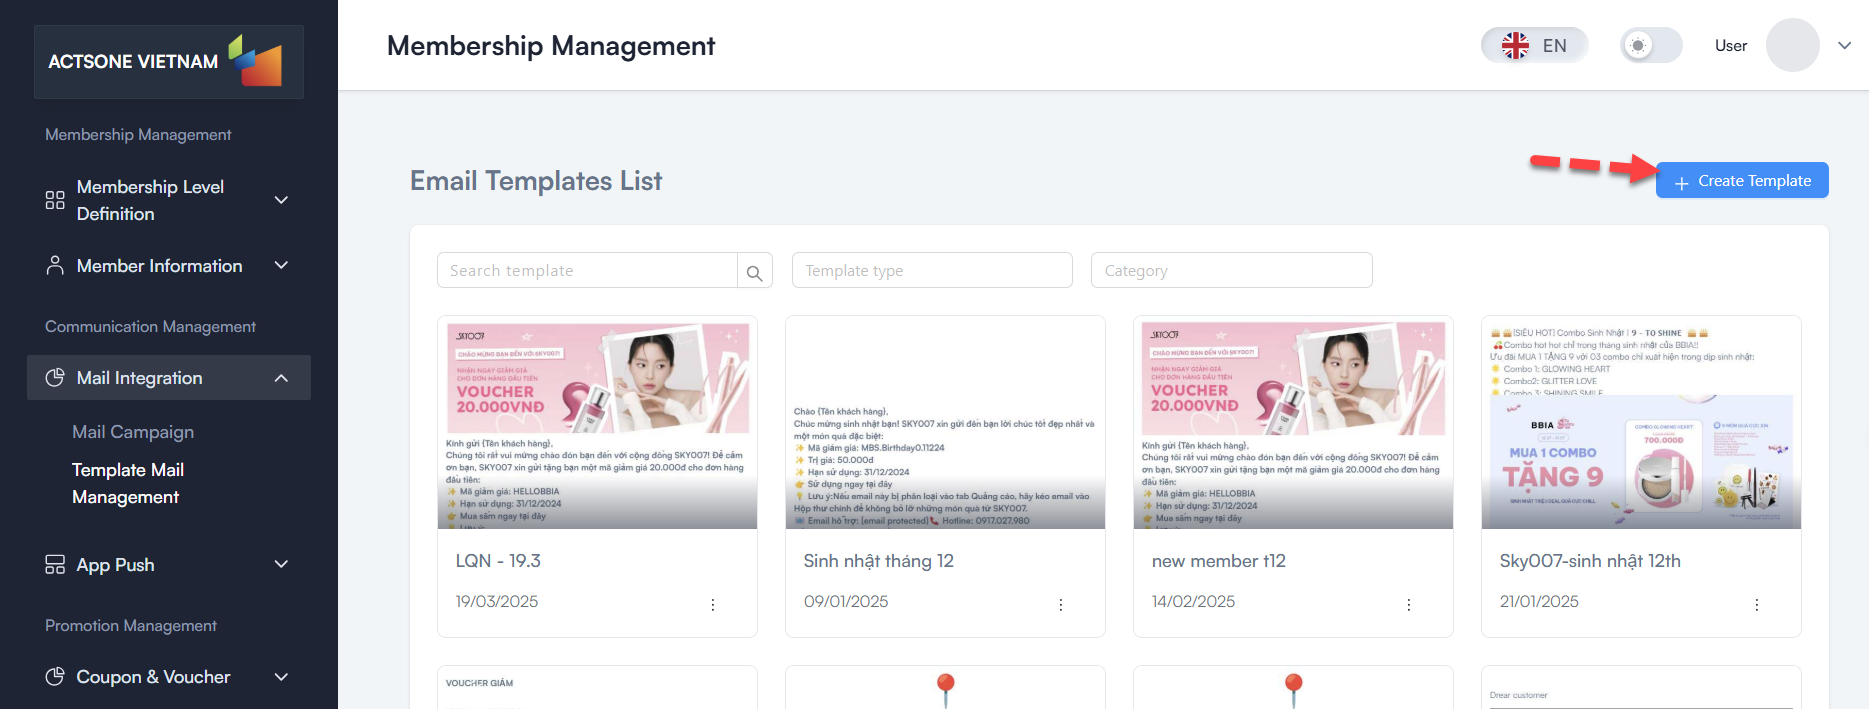 ACTSONE VIETNAM
Membership Management
Membership Level
Definition
Member Information
Communication Management
Mail Integration
Mail Campaign
Template Mail
Management
App Push
Promotion Management
Coupon & Voucher
Membership Management
EN
User
Email Templates List
Create Template
Search template
Template type
Category
SKY007
CHÀO MỪNG BẠN ĐẾN VỚI SKY007!
NHẬN NGAY GIẢM GIÁ
CHO ĐƠN HÀNG ĐẦU TIÊN
VOUCHER
20.000VNĐ
Kính gửi {Tên khách hàng},
Chúng tôi rất vui mừng chào đón bạn đến với cộng đồng SKY007! Để cảm
ơn bạn, SKY007 xin gửi tặng bạn một mã giảm giá 20.000đ cho đơn hàng
đầu tiên:
✨ Mã giảm giá: HELLOBBIA
✨ Hạn sử dụng: 31/12/2024
👉 Mua sắm ngay tại đây
LQN - 19.3
19/03/2025
Chào {Tên khách hàng},
Chúc mừng sinh nhật bạn! SKY007 xin gửi đến bạn lời chúc tốt đẹp nhất và
một món quà đặc biệt:
✨ Mã giảm giá: MBS.Birthday0.11224
✨ Trị giá: 50.000đ
✨ Hạn sử dụng: 31/12/2024
👉 Sử dụng ngay tại đây
💡 Lưu ý:Nếu email này bị phân loại vào tab Quảng cáo, hãy kéo email vào
Hộp thư chính để không bỏ lỡ những món quà từ SKY007.
📧 Email hỗ trợ: [email protected]📞 Hotline: 0917.027.980
Sinh nhật tháng 12
09/01/2025
SKY007
CHÀO MỪNG BẠN ĐẾN VỚI SKY007!
NHẬN NGAY GIẢM GIÁ
CHO ĐƠN HÀNG ĐẦU TIÊN
VOUCHER
20.000VNĐ
Kính gửi {Tên khách hàng},
Chúng tôi rất vui mừng chào đón bạn đến với cộng đồng SKY007! Để cảm
ơn bạn, SKY007 xin gửi tặng bạn một mã giảm giá 20.000đ cho đơn hàng
đầu tiên:
✨ Mã giảm giá: HELLOBBIA
✨ Hạn sử dụng: 31/12/2024
👉 Mua sắm ngay tại đây
new member t12
14/02/2025
[SIÊU HOT] Combo Sinh Nhật | 9 - TO SHINE
🍒Combo hot hot chỉ trong tháng sinh nhật của BBIA!!
Ưu đãi MUA 1 TẶNG 9 với 03 combo chỉ xuất hiện trong dịp sinh nhật:
Combo 1: GLOWING HEART
Combo2: GLITTER LOVE
Combo 3: SHINING SMILE
BBIA
MUA 1 COMBO
TẶNG 9
COMBO GLOWING HEART
700.000Đ
9 MÓN QUÀ CỰC XỊN
Sky007-sinh nhật 12th
21/01/2025
VOUCHER GIẢM
Drear customer